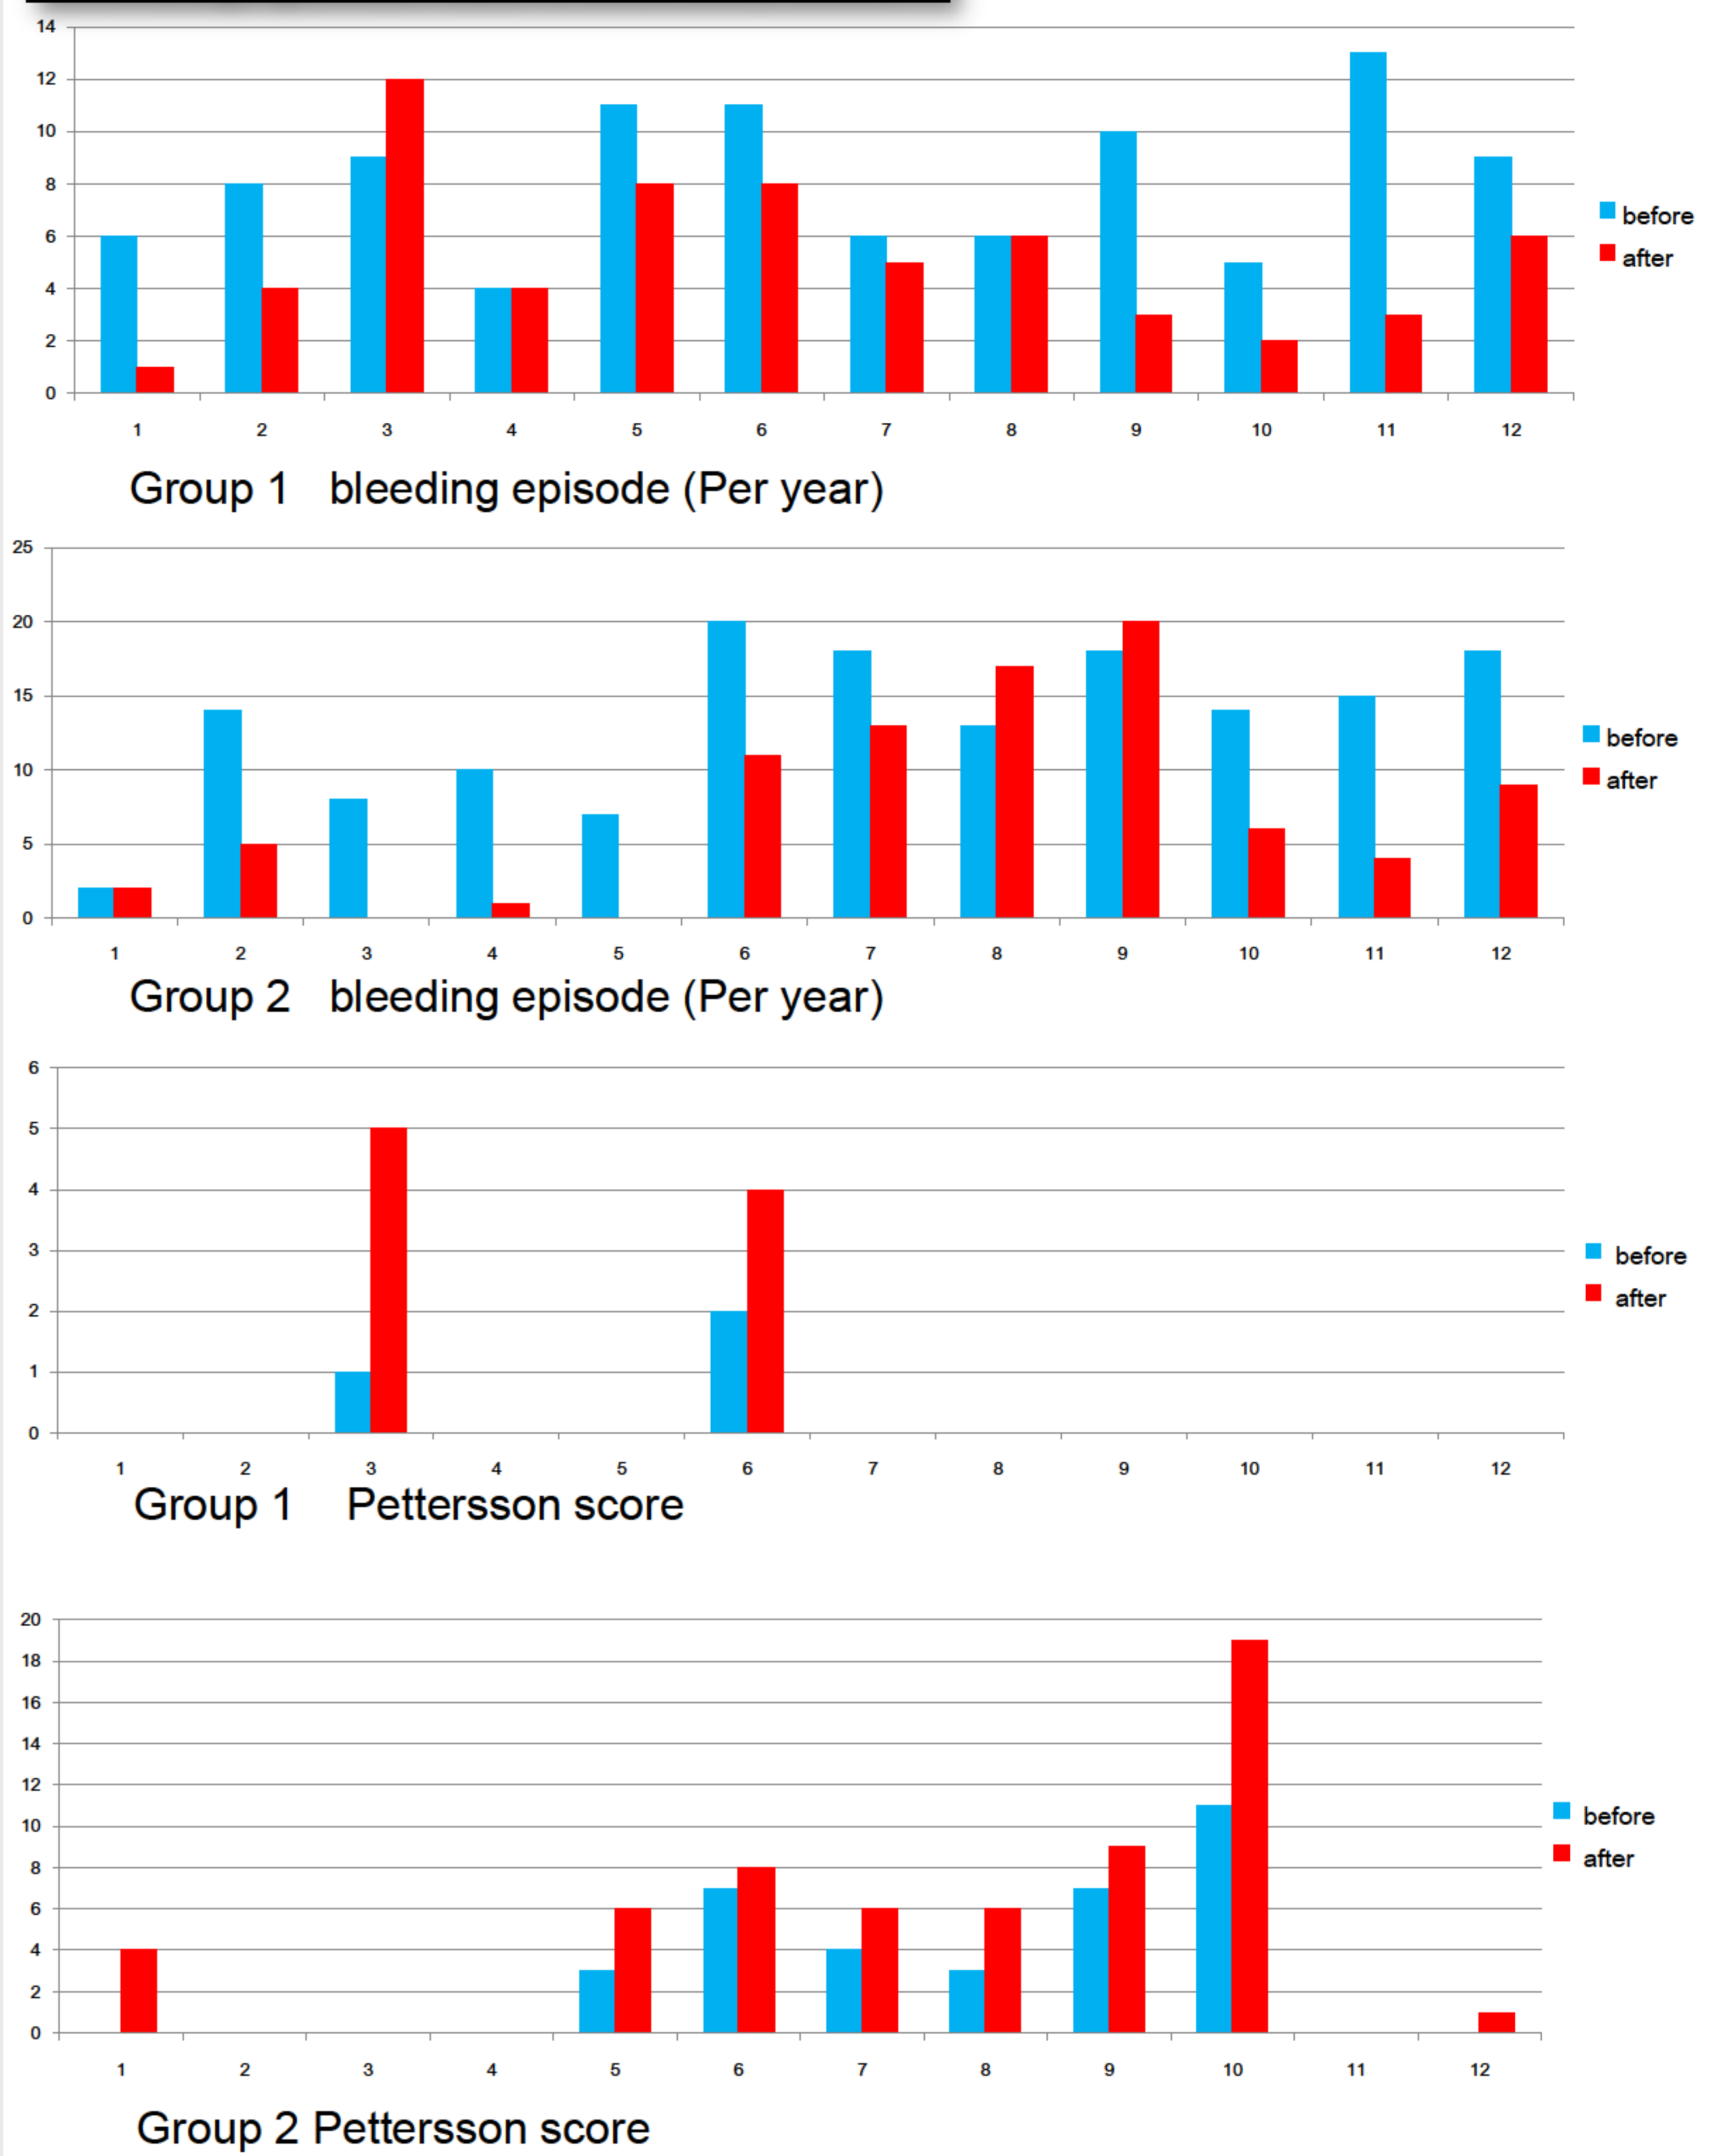 14
12
10
8
6
4
2
0
before
after
1 2 3 4 5 6 7 8 9 10 11 12
Group 1 bleeding episode (Per year)
25
20
15
10
5
0
before
after
1 2 3 4 5 6 7 8 9 10 11 12
Group 2 bleeding episode (Per year)
6
5
4
3
2
1
0
before
after
1 2 3 4 5 6 7 8 9 10 11 12
Group 1 Pettersson score
20
18
16
14
12
10
8
6
4
2
0
before
after
1 2 3 4 5 6 7 8 9 10 11 12
Group 2 Pettersson score